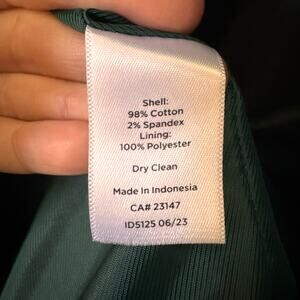 Shell:
98% Cotton
2% Spandex
Lining:
100% Polyester
Dry Clean
Made In Indonesia
CA# 23147
ID5125 06/23